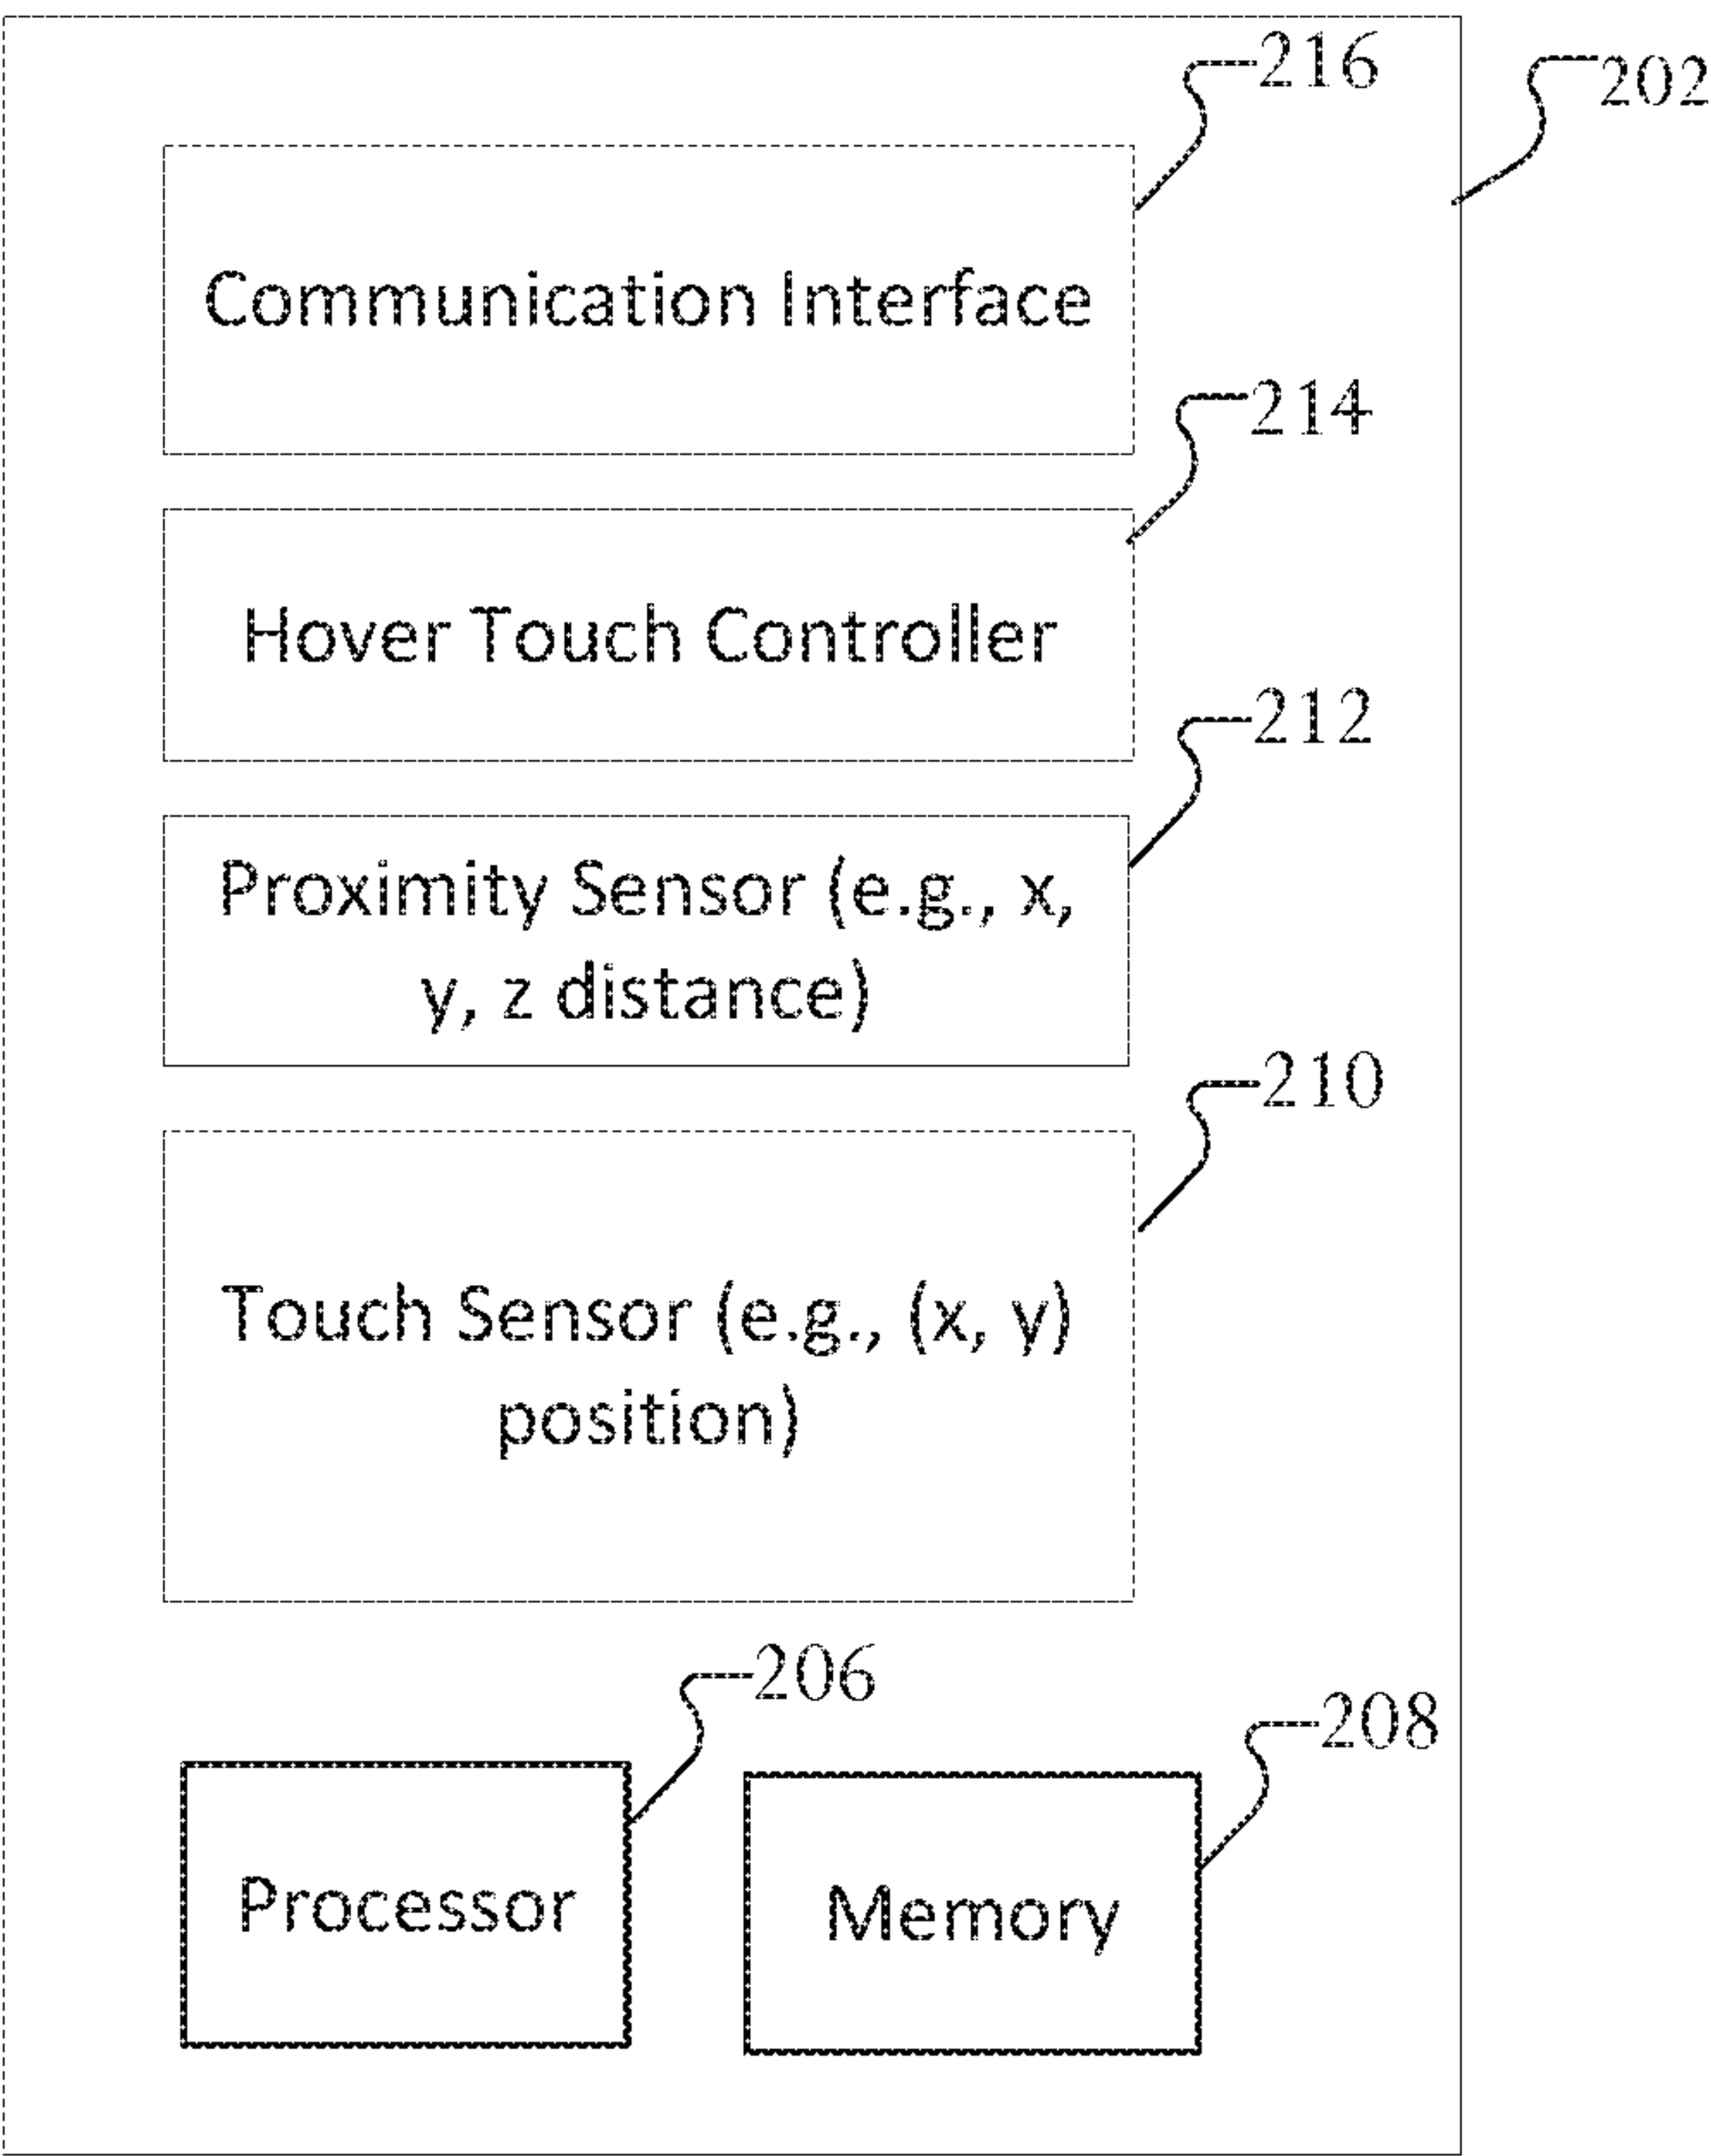 216
202
Communication Interface
214
Hover Touch Controller
212
Proximity Sensor (e.g., x,
y, z distance)
210
Touch Sensor (e.g., (x, y)
position)
206
208
Processor
Memory